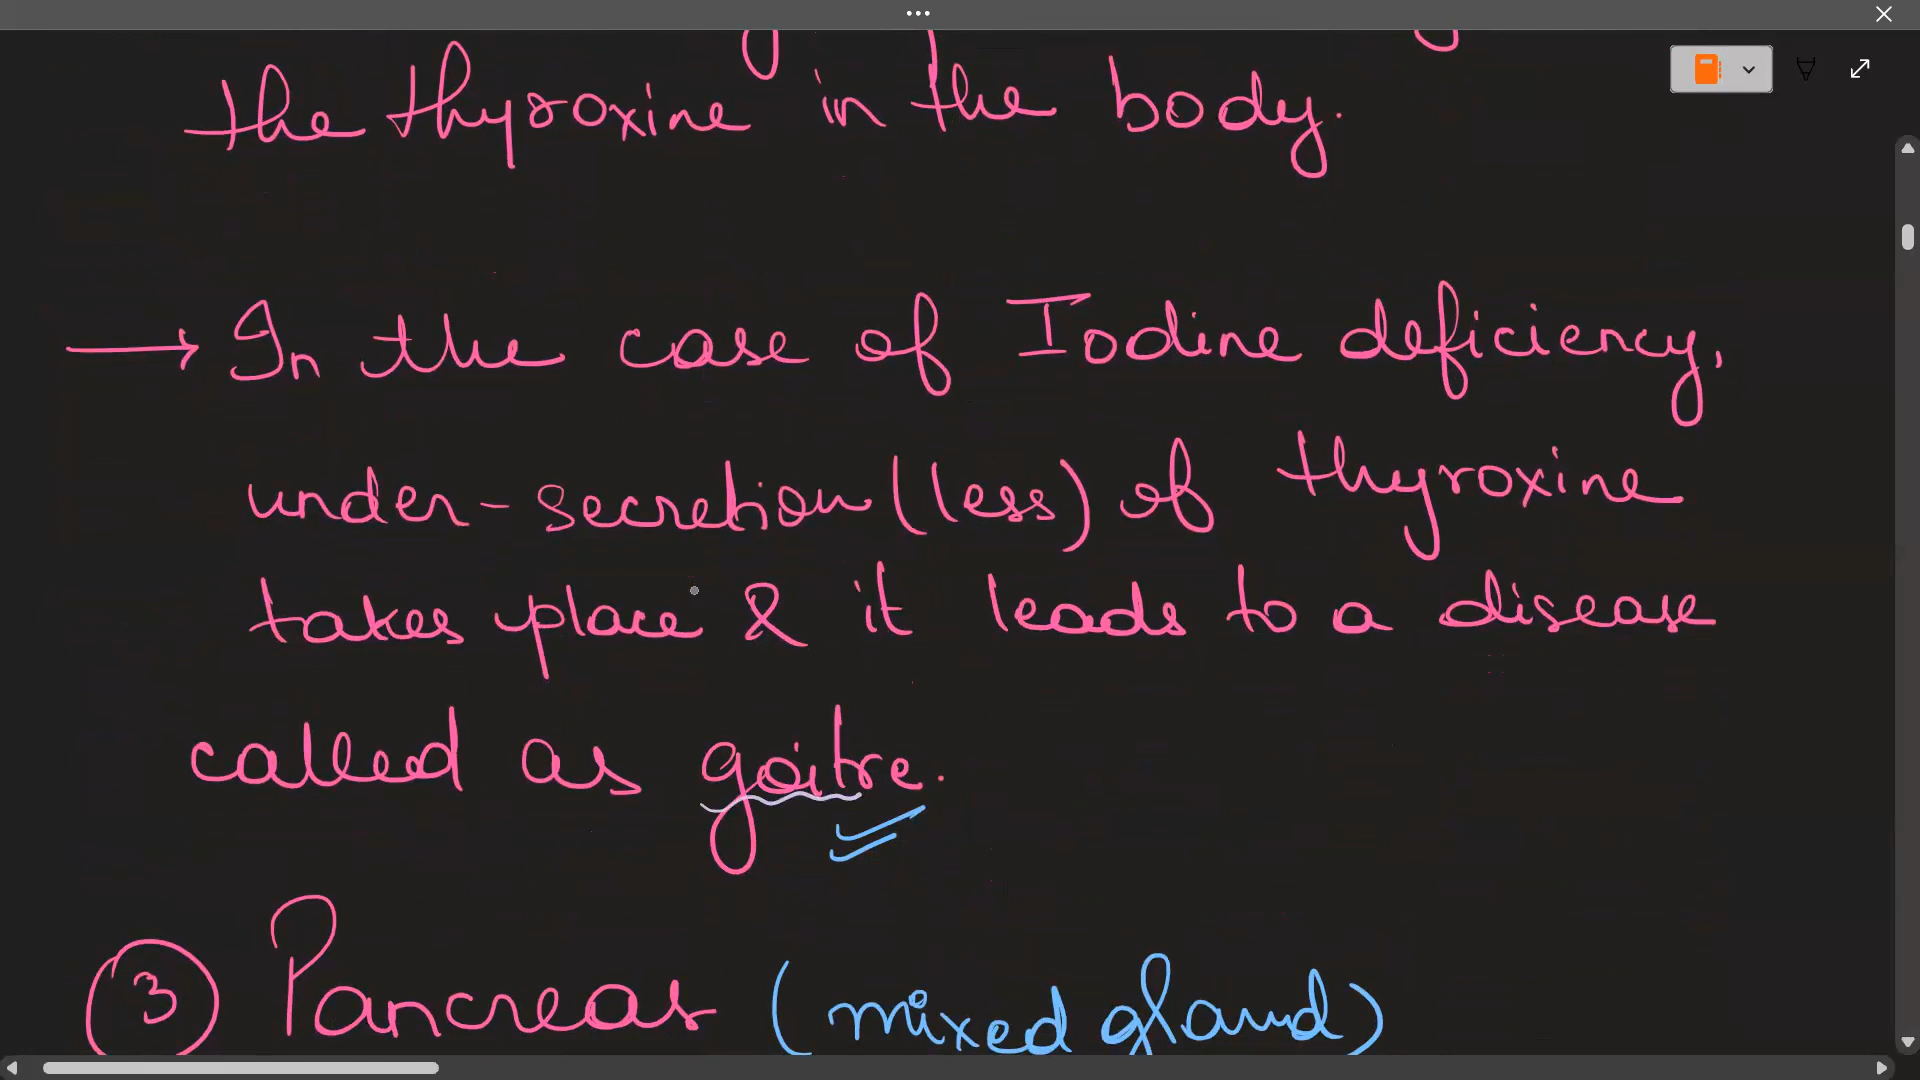 the thyroxine in the body.
→ In the case of Iodine deficiency,
under-secretion (less) of thyroxine
takes place & it leads to a disease
called as goitre.
③ Pancreas (mixed gland)